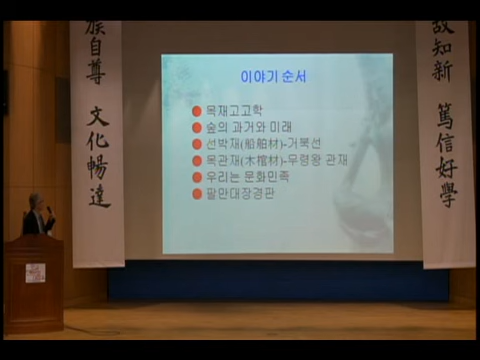 族自尊 文化暢達
이야기 순서
목재고고학
숲의 과거와 미래
선박재(船舶材)-거북선
목관재(木棺材)-무령왕 관재
우리는 문화민족
팔만대장경판
故知新 篤信好學